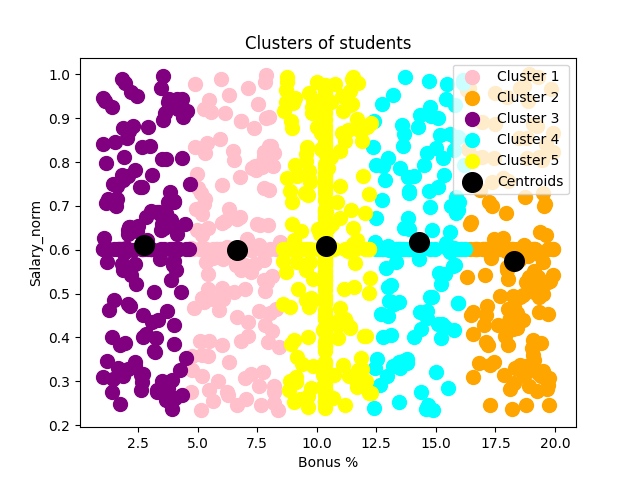 Clusters of students
Cluster 1
Cluster 2
Cluster 3
Cluster 4
Cluster 5
Centroids
Salary_norm
1.0
0.9
0.8
0.7
0.6
0.5
0.4
0.3
0.2
2.5 5.0 7.5 10.0 12.5 15.0 17.5 20.0
Bonus %